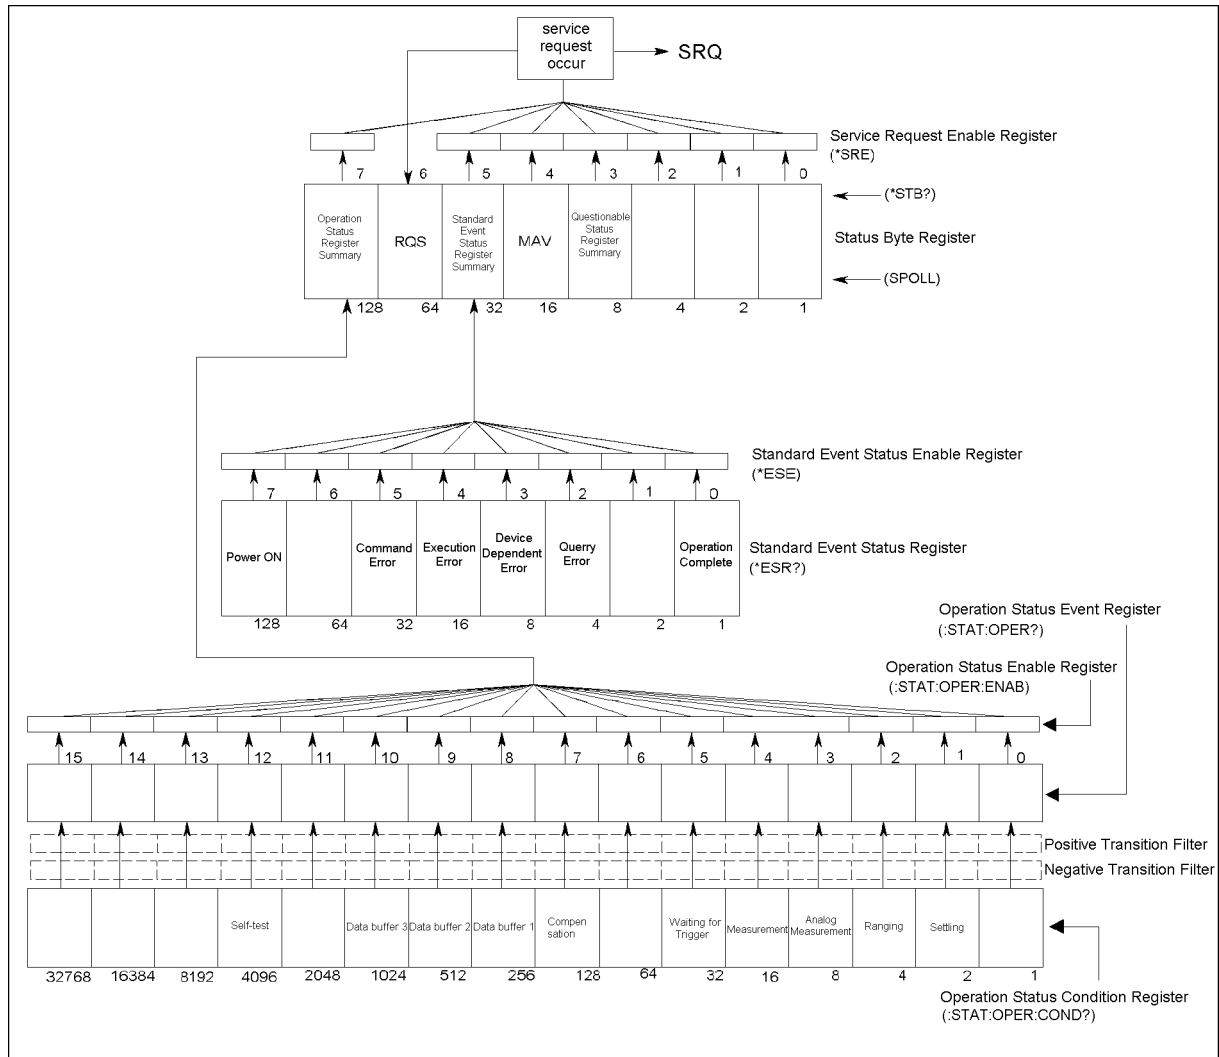 service
request
occur
SRQ
Service Request Enable Register
(*SRE)
7 6 5 4 3 2 1 0
(*STB?)
Operation
Status
Register
Summary
RQS
Standard
Event
Status
Register
Summary
MAV
Questionable
Status
Register
Summary
Status Byte Register
(SPOLL)
128 64 32 16 8 4 2 1
Standard Event Status Enable Register
(*ESE)
7 6 5 4 3 2 1 0
Power ON
Command
Error
Execution
Error
Device
Dependent
Error
Querry
Error
Operation
Complete
Standard Event Status Register
(*ESR?)
128 64 32 16 8 4 2 1
Operation Status Event Register
(:STAT:OPER?)
Operation Status Enable Register
(:STAT:OPER:ENAB)
15 14 13 12 11 10 9 8 7 6 5 4 3 2 1 0
Positive Transition Filter
Negative Transition Filter
Self-test
Data buffer 3
Data buffer 2
Data buffer 1
Compen
sation
Waiting for
Trigger
Measurement
Analog
Measurement
Ranging
Settling
32768 16384 8192 4096 2048 1024 512 256 128 64 32 16 8 4 2 1
Operation Status Condition Register
(:STAT:OPER:COND?)